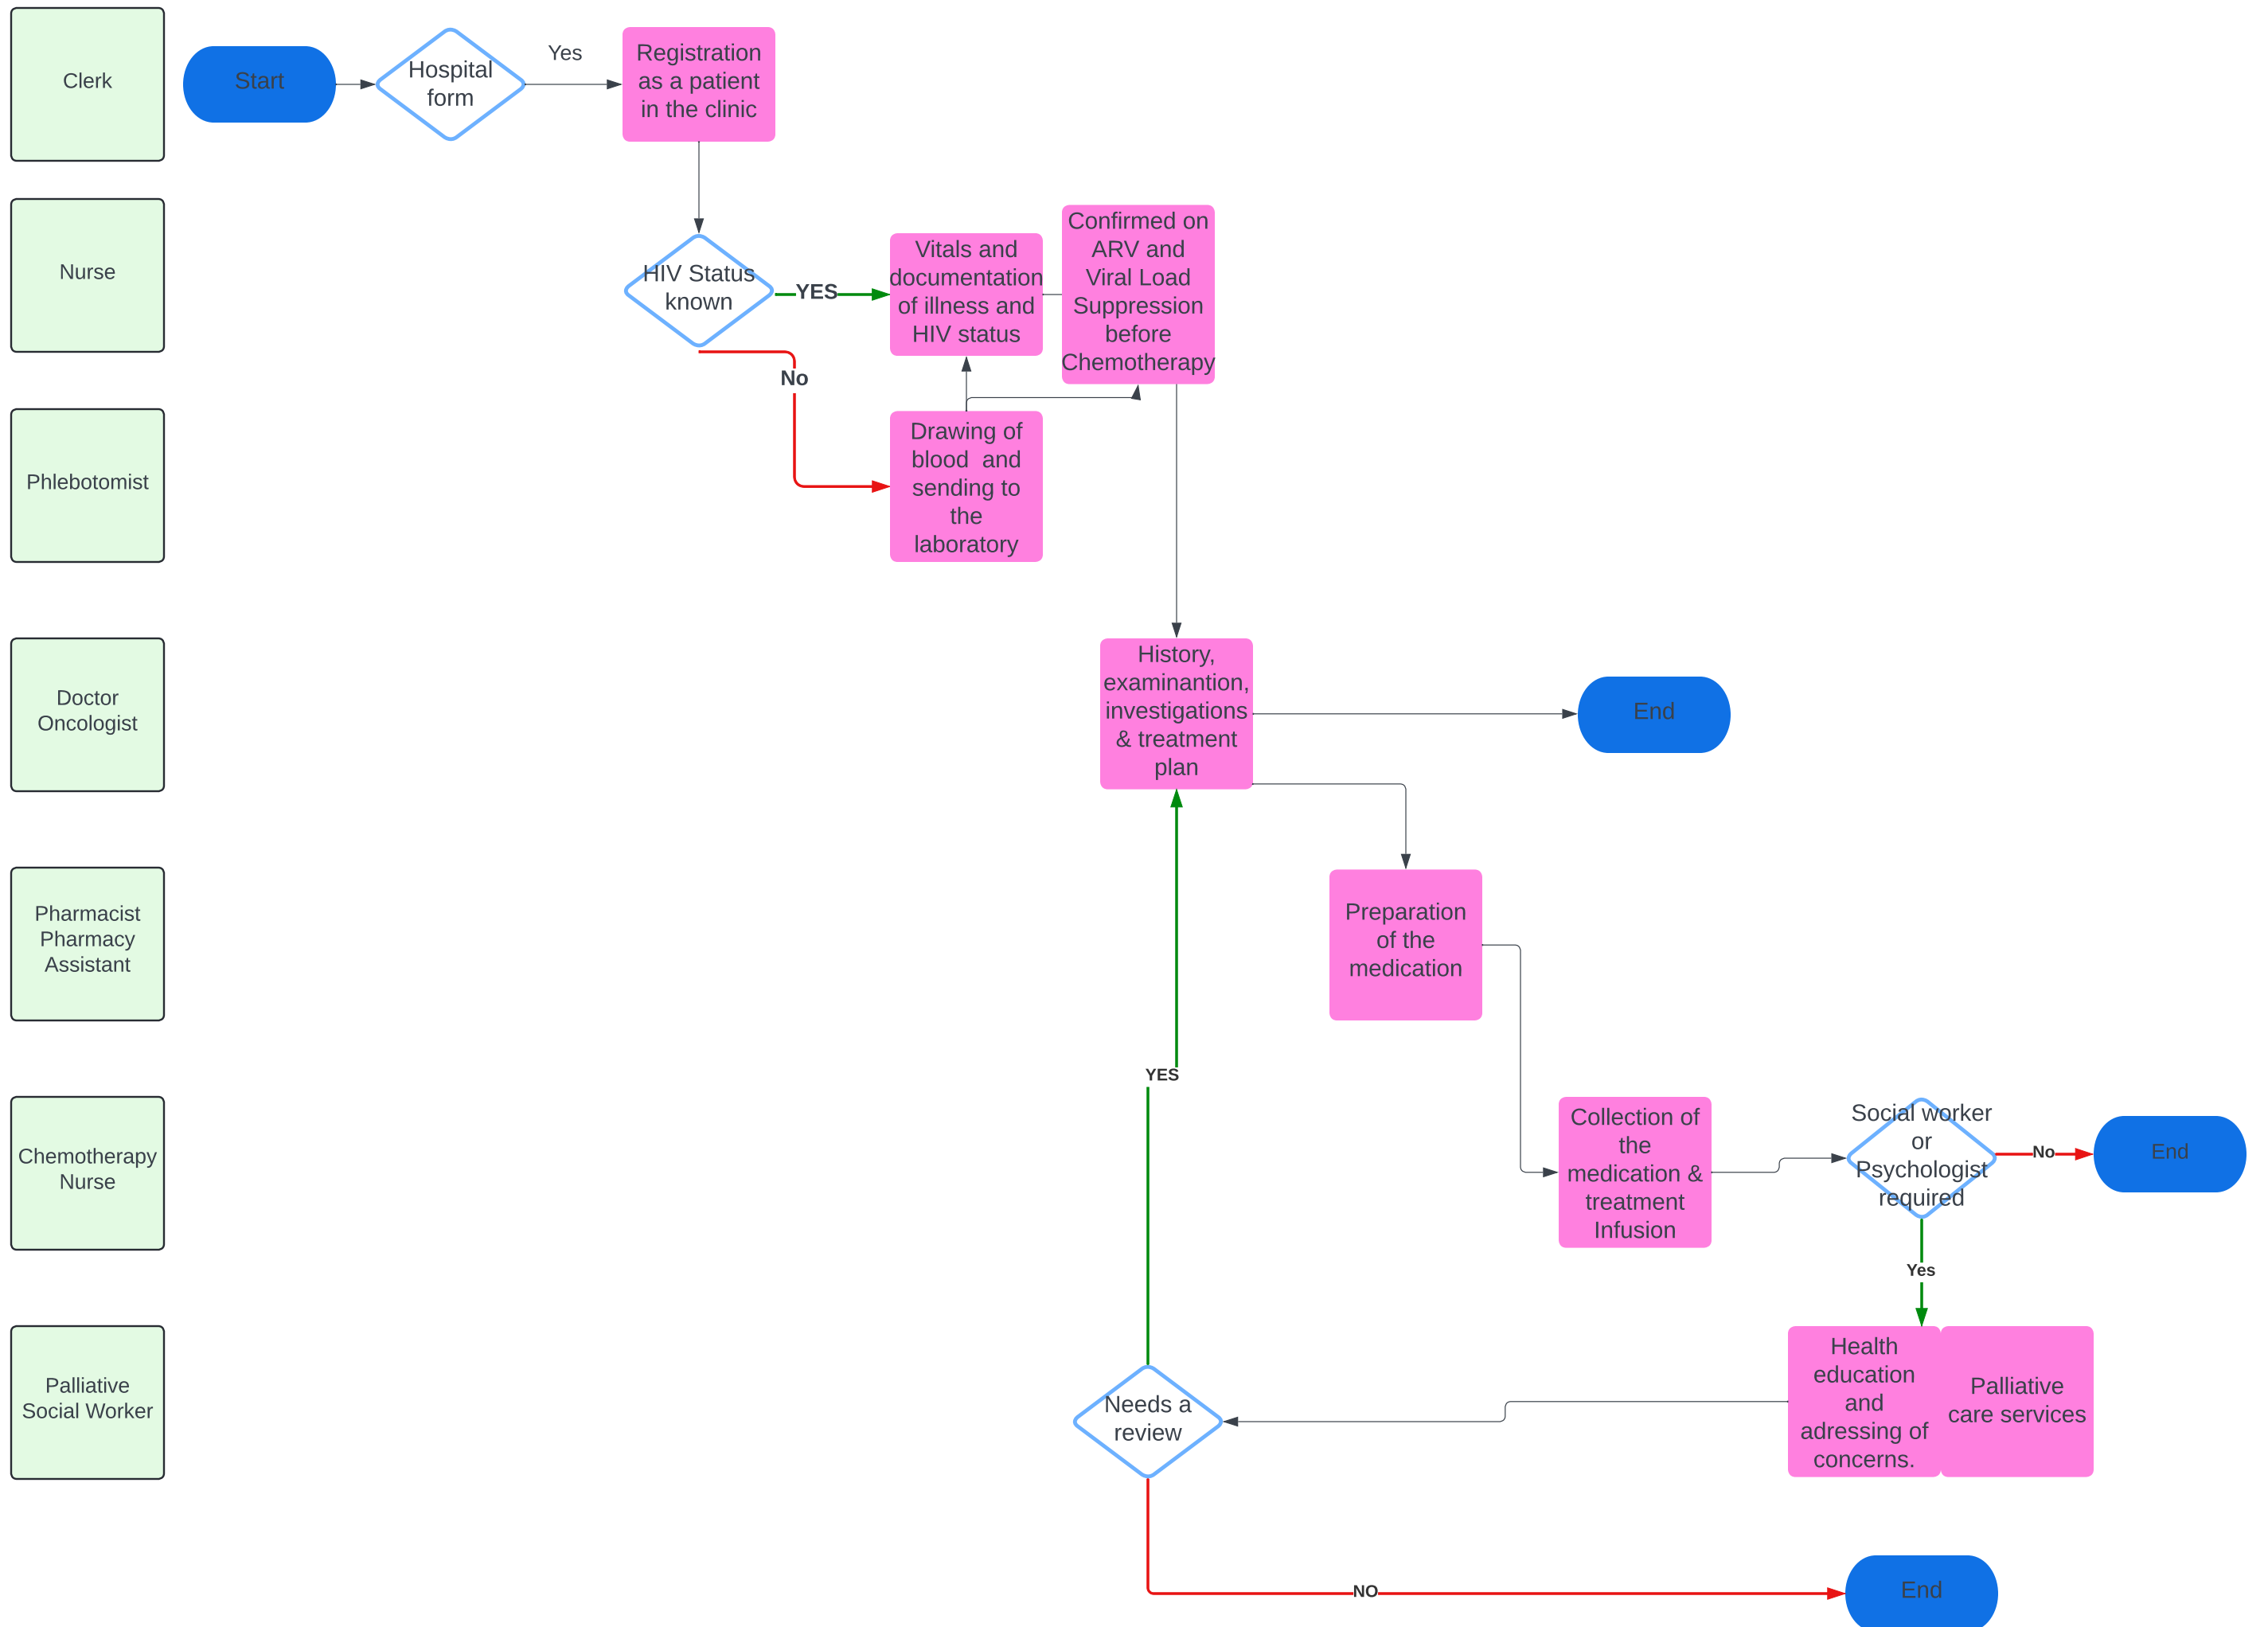 Clerk
Start
Hospital
form
Yes
Registration
as a patient
in the clinic
Nurse
HIV Status
known
YES
No
Vitals and
documentation
of illness and
HIV status
Confirmed on
ARV and
Viral Load
Suppression
before
Chemotherapy
Phlebotomist
Drawing of
blood  and
sending to
the
laboratory
Doctor
Oncologist
History,
examinantion,
investigations
& treatment
plan
End
Pharmacist
Pharmacy
Assistant
Preparation
of the
medication
YES
Chemotherapy
Nurse
Collection of
the
medication &
treatment
Infusion
Social worker
or
Psychologist
required
No
End
Yes
Palliative
Social Worker
Needs a
review
Health
education
and
adressing of
concerns.
Palliative
care services
NO
End